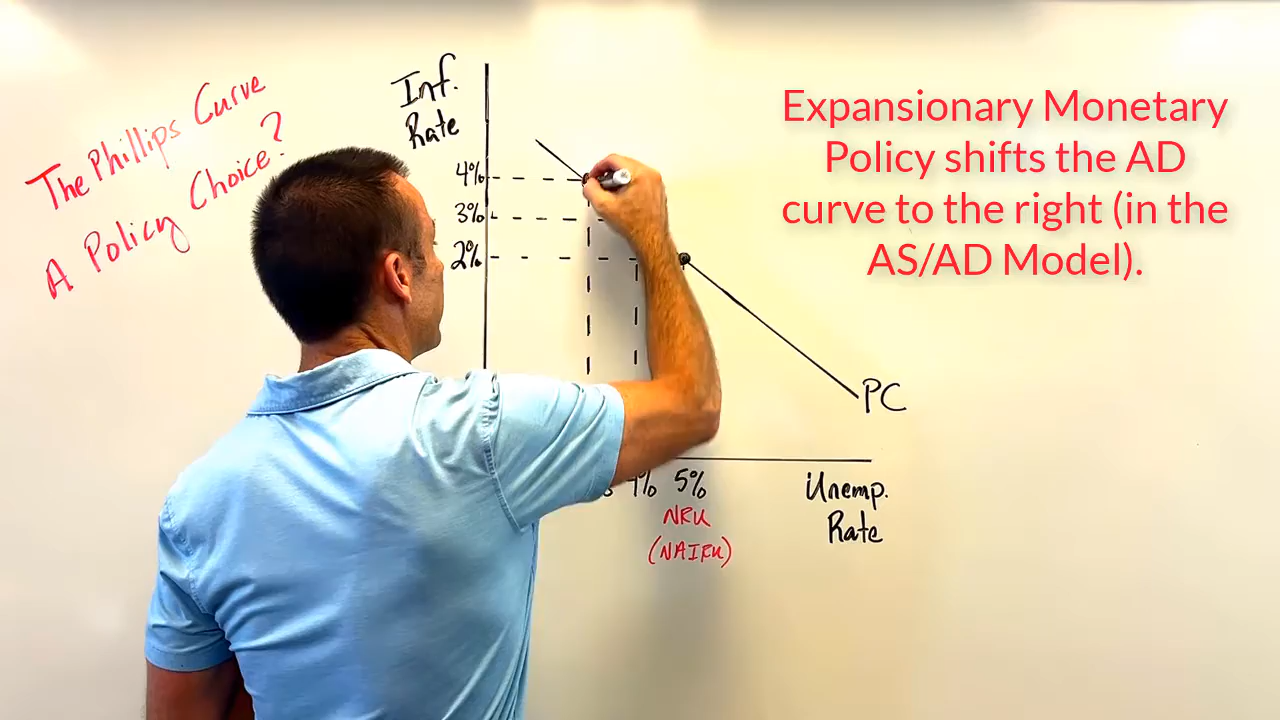 The Phillips Curve
A Policy Choice?
Inf.
Rate
4%
3%
2%
PC
4% 5%
NRU
(NAIRU)
Unemp.
Rate
Expansionary Monetary
Policy shifts the AD
curve to the right (in the
AS/AD Model).